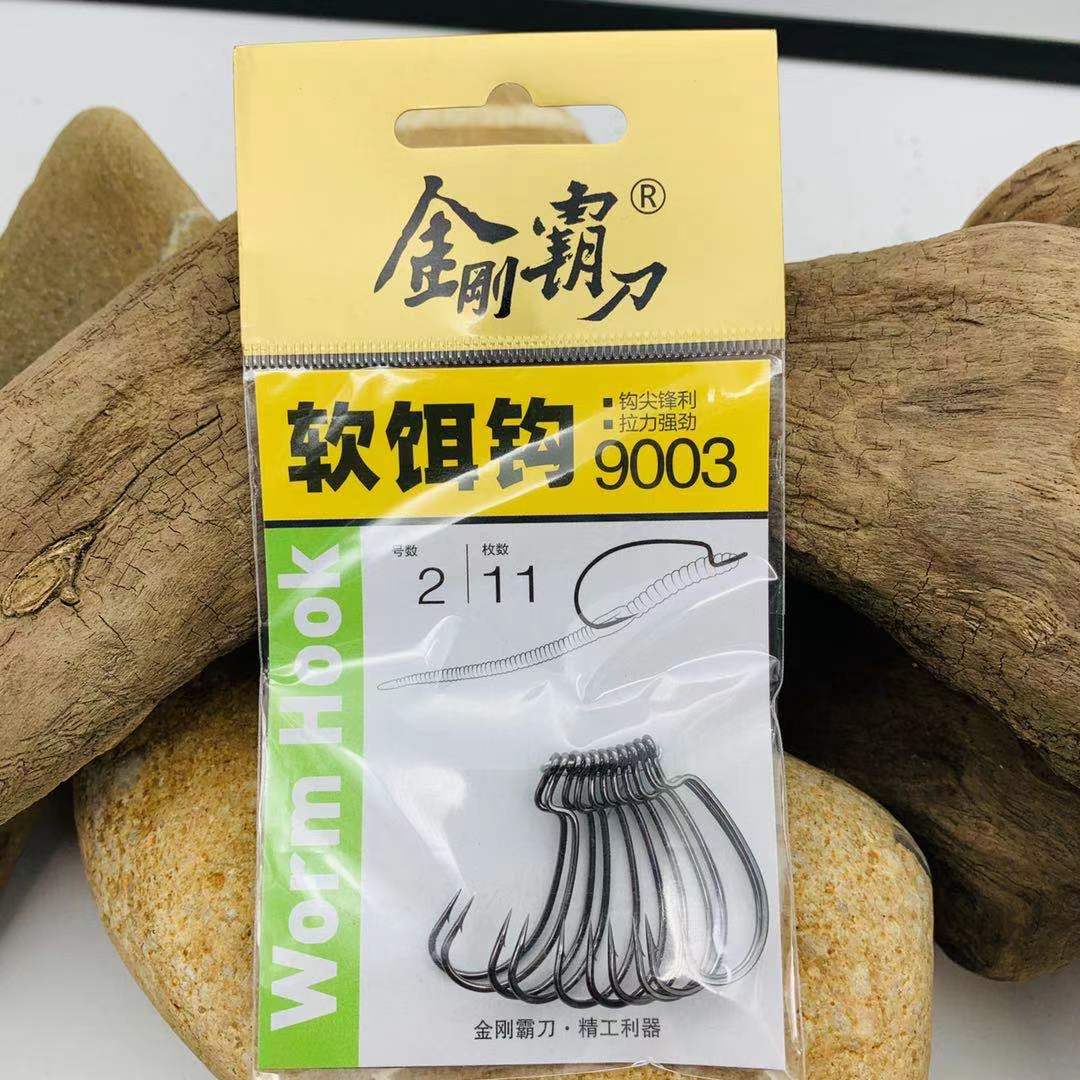 金刚霸刀®
软饵钩
▪钩尖锋利
▪拉力强劲
9003
号数 枚数
2 11
Worm Hook
金刚霸刀·精工利器